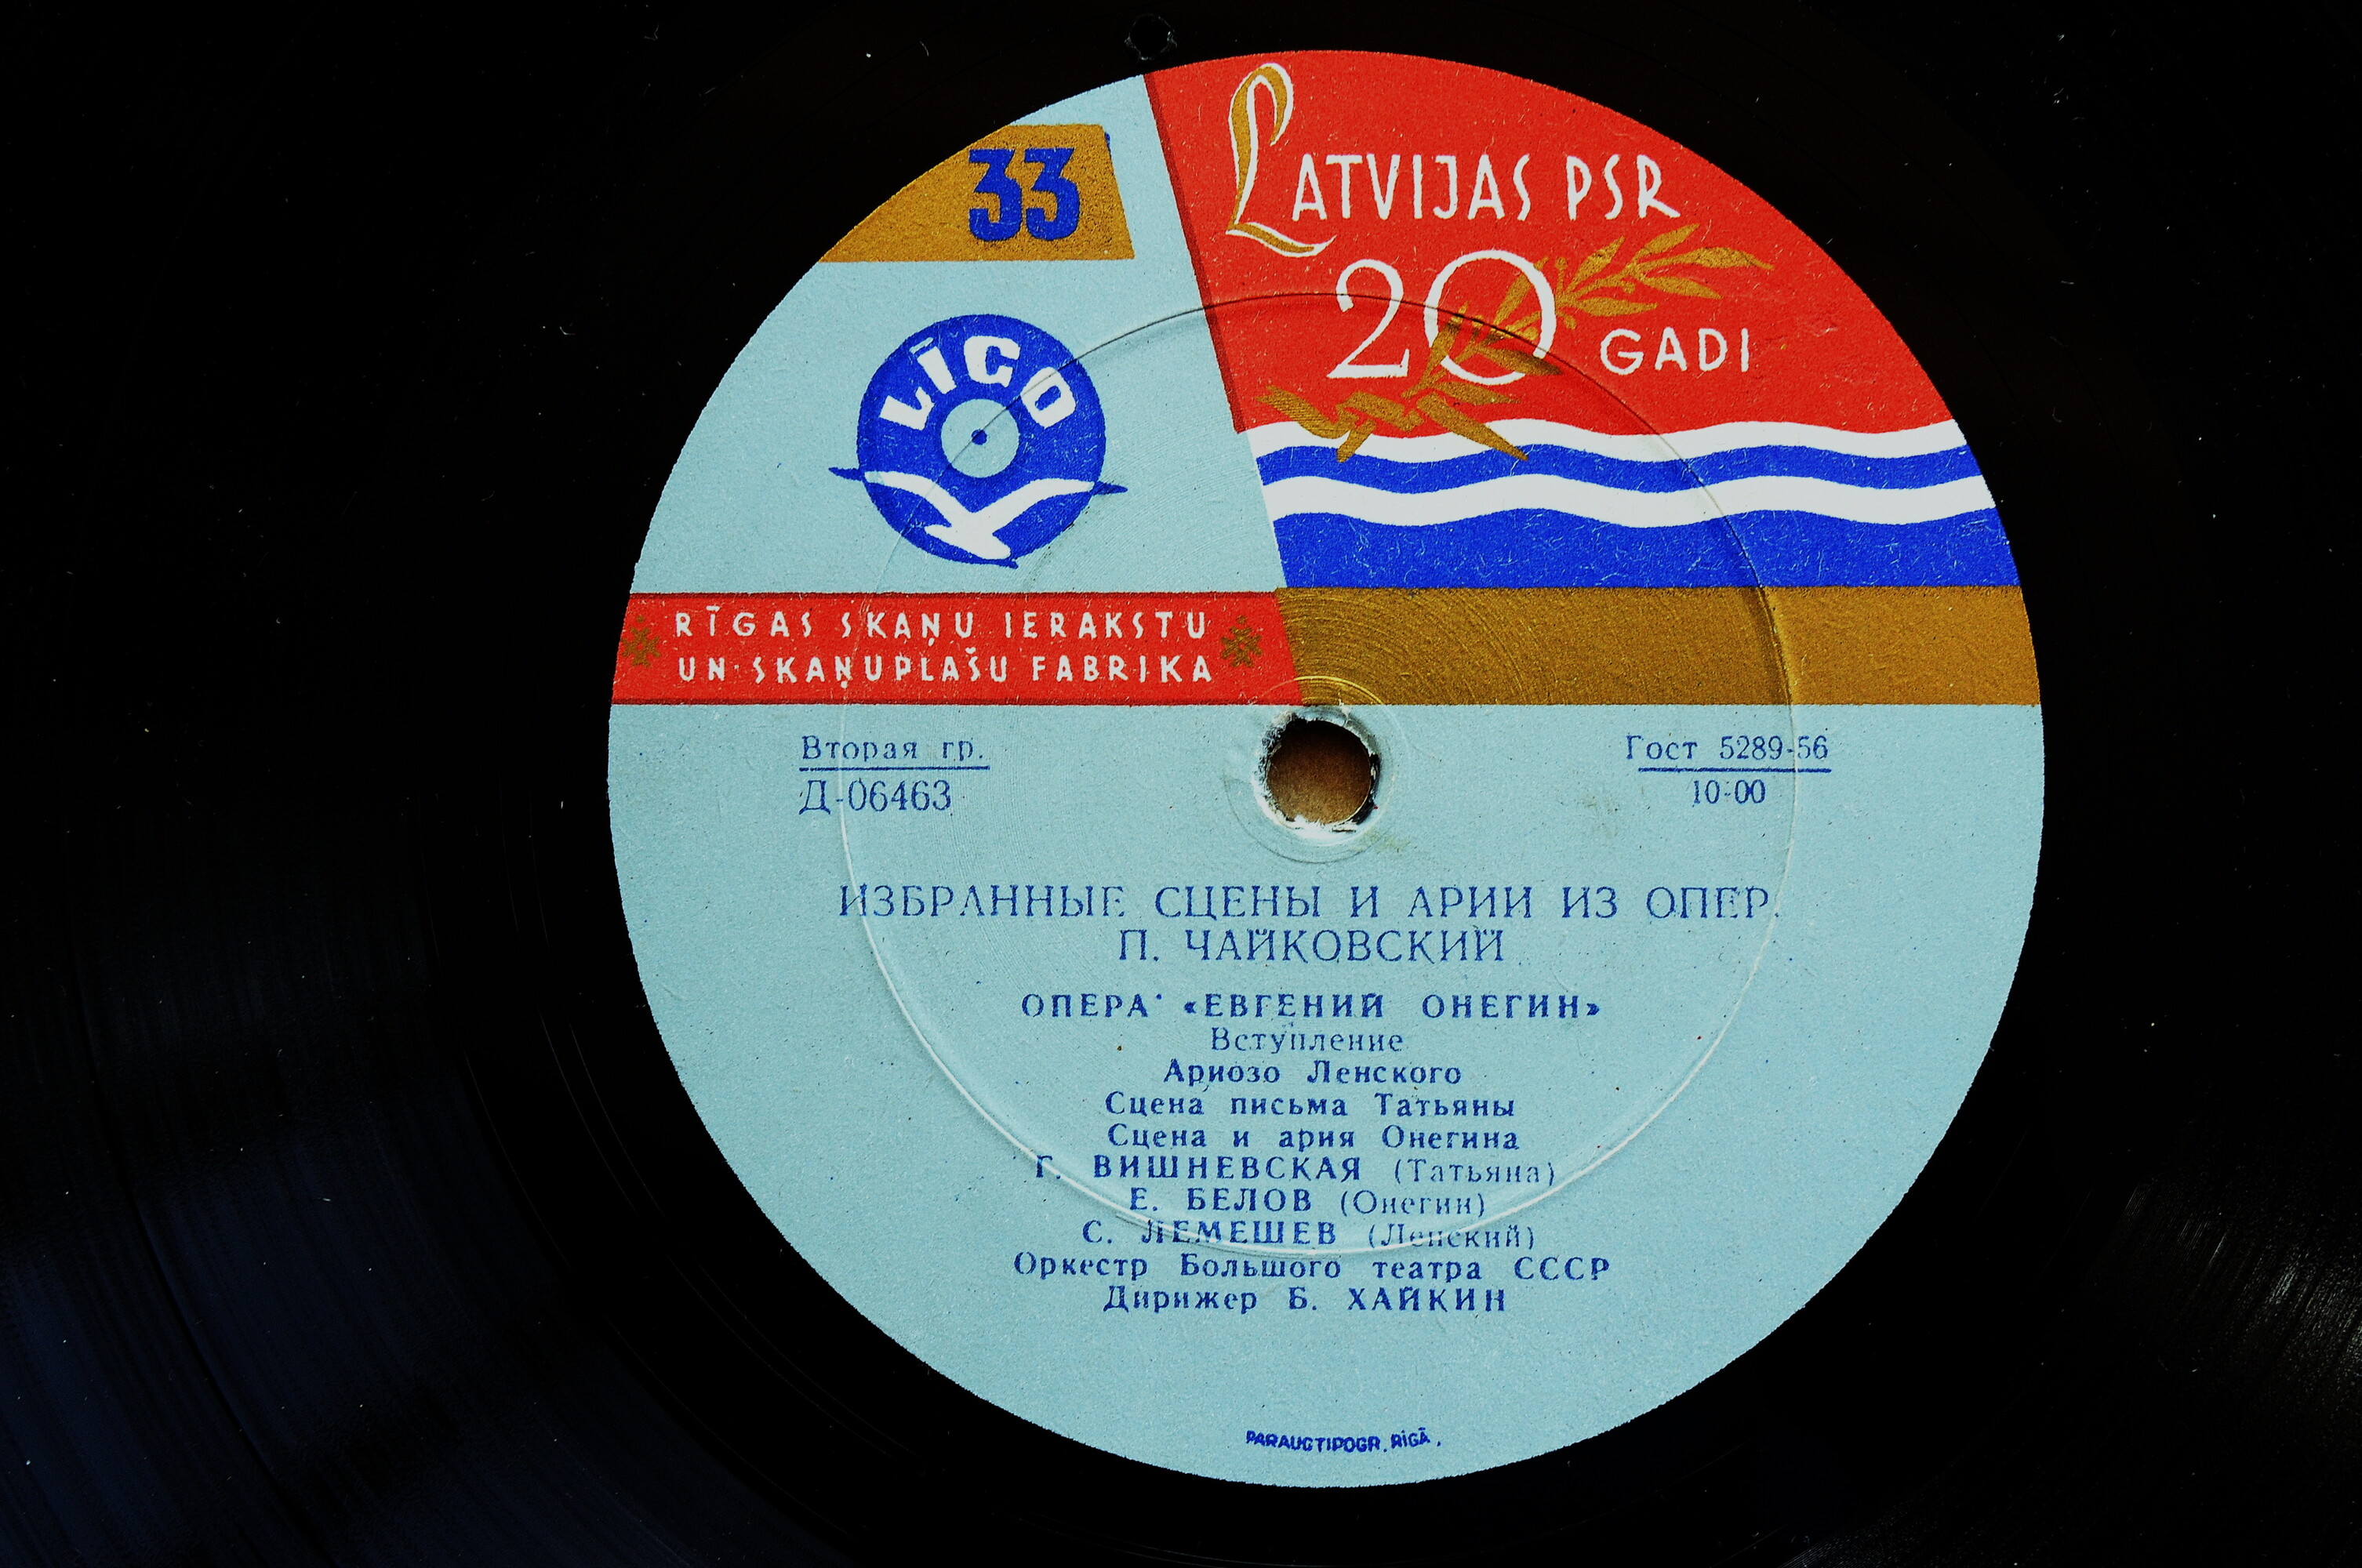 33
LATVIJAS PSR
20 GADI
LĪGO
RĪGAS SKAŅU IERAKSTU
UN SKAŅUPLAŠU FABRIKA
Вторая гр.
Д-06463
Гост 5289-56
10-00
ИЗБРАННЫЕ СЦЕНЫ И АРИИ ИЗ ОПЕР.
П. ЧАЙКОВСКИЙ
ОПЕРА «ЕВГЕНИЙ ОНЕГИН»
Вступление
Ариозо Ленского
Сцена письма Татьяны
Сцена и ария Онегина
Г. ВИШНЕВСКАЯ (Татьяна)
Е. БЕЛОВ (Онегин)
С. ЛЕМЕШЕВ (Ленский)
Оркестр Большого театра СССР
Дирижер Б. ХАЙКИН
PARAUGTIPOGR. RĪGĀ.